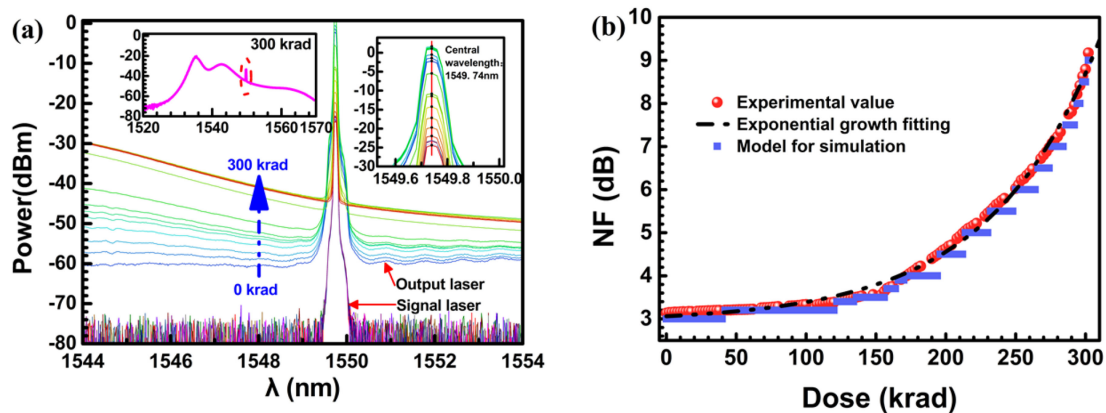 (a)
Power(dBm)
0
-10
-20
-30
-40
-50
-60
-70
-80
1544
1546
1548
1550
1552
1554
λ (nm)
300 krad
0
-20
-40
-60
-80
1520
1540
1560
1570
Central
wavelength:
1549. 74nm
0
-5
-10
-15
-20
-25
-30
1549.6
1549.8
1550.0
300 krad
0 krad
Output laser
Signal laser
(b)
NF (dB)
9
8
7
6
5
4
3
0
50
100
150
200
250
300
Dose (krad)
Experimental value
Exponential growth fitting
Model for simulation